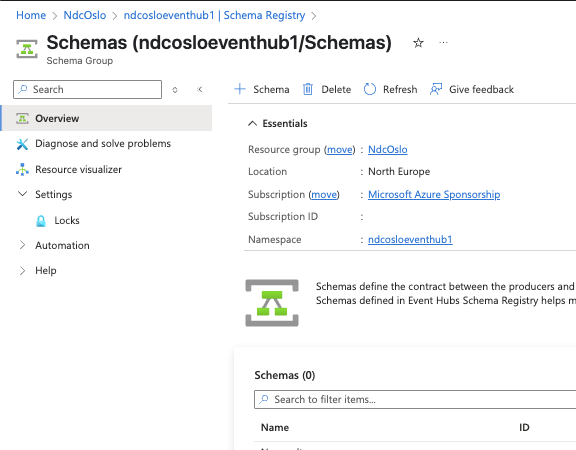 Home > NdcOslo > ndcosloeventhub1 | Schema Registry >
Schemas (ndcosloeventhub1/Schemas) ☆ ...
Schema Group
Search
Overview
Diagnose and solve problems
Resource visualizer
Settings
Locks
Automation
Help
+ Schema Delete Refresh Give feedback
Essentials
Resource group (move) : NdcOslo
Location : North Europe
Subscription (move) : Microsoft Azure Sponsorship
Subscription ID :
Namespace : ndcosloeventhub1
Schemas define the contract between the producers and
Schemas defined in Event Hubs Schema Registry helps m
Schemas (0)
Search to filter items...
Name ID